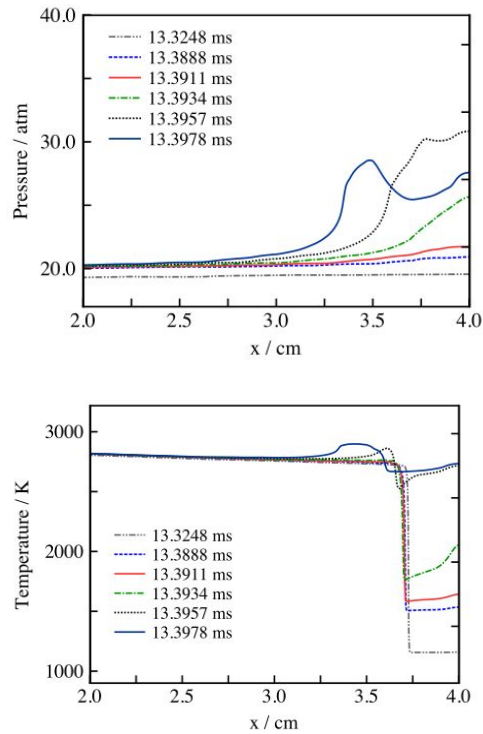 40.0
13.3248 ms
13.3888 ms
13.3911 ms
13.3934 ms
13.3957 ms
13.3978 ms
30.0
Pressure / atm
20.0
2.0 2.5 3.0 3.5 4.0
x / cm
3000
Temperature / K
2000
13.3248 ms
13.3888 ms
13.3911 ms
13.3934 ms
13.3957 ms
13.3978 ms
1000
2.0 2.5 3.0 3.5 4.0
x / cm